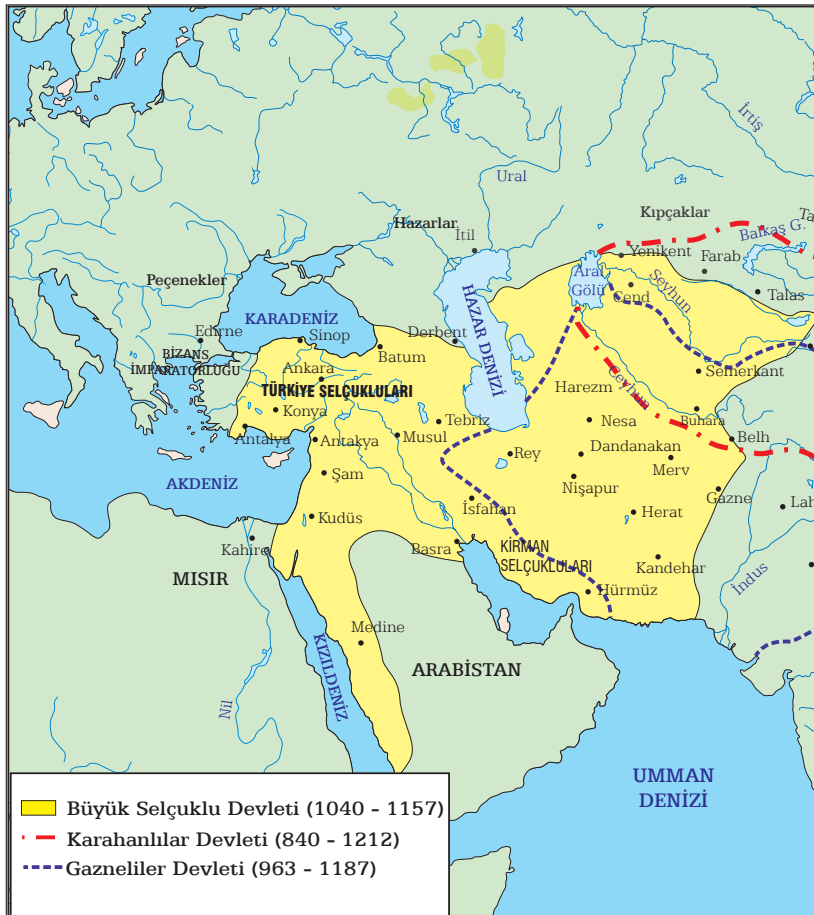 İrtiş
Ural
Kıpçaklar
Ta
Hazarlar
İtil
Balkaş G.
Yenikent
Farab
Aral
Gölü
Seyhun
Cend
Talas
Peçenekler
HAZAR DENİZİ
KARADENİZ
Edirne
Sinop
Derbent
BİZANS
İMPARATORLUĞU
Batum
Ankara
TÜRKİYE SELÇUKLULARI
Semerkant
Harezm
Ceyhun
Konya
Tebriz
Nesa
Buhara
Antalya
Antakya
Musul
Belh
Rey
Dandanakan
Merv
Şam
AKDENİZ
Nişapur
Gazne
İsfahan
Lah
Kudüs
Herat
Kahire
Basra
KİRMAN
SELÇUKLULARI
Kandehar
MISIR
İndus
Hürmüz
Medine
KIZILDENİZ
ARABİSTAN
Nil
UMMAN
DENİZİ
Büyük Selçuklu Devleti (1040 - 1157)
Karahanlılar Devleti (840 - 1212)
Gazneliler Devleti (963 - 1187)